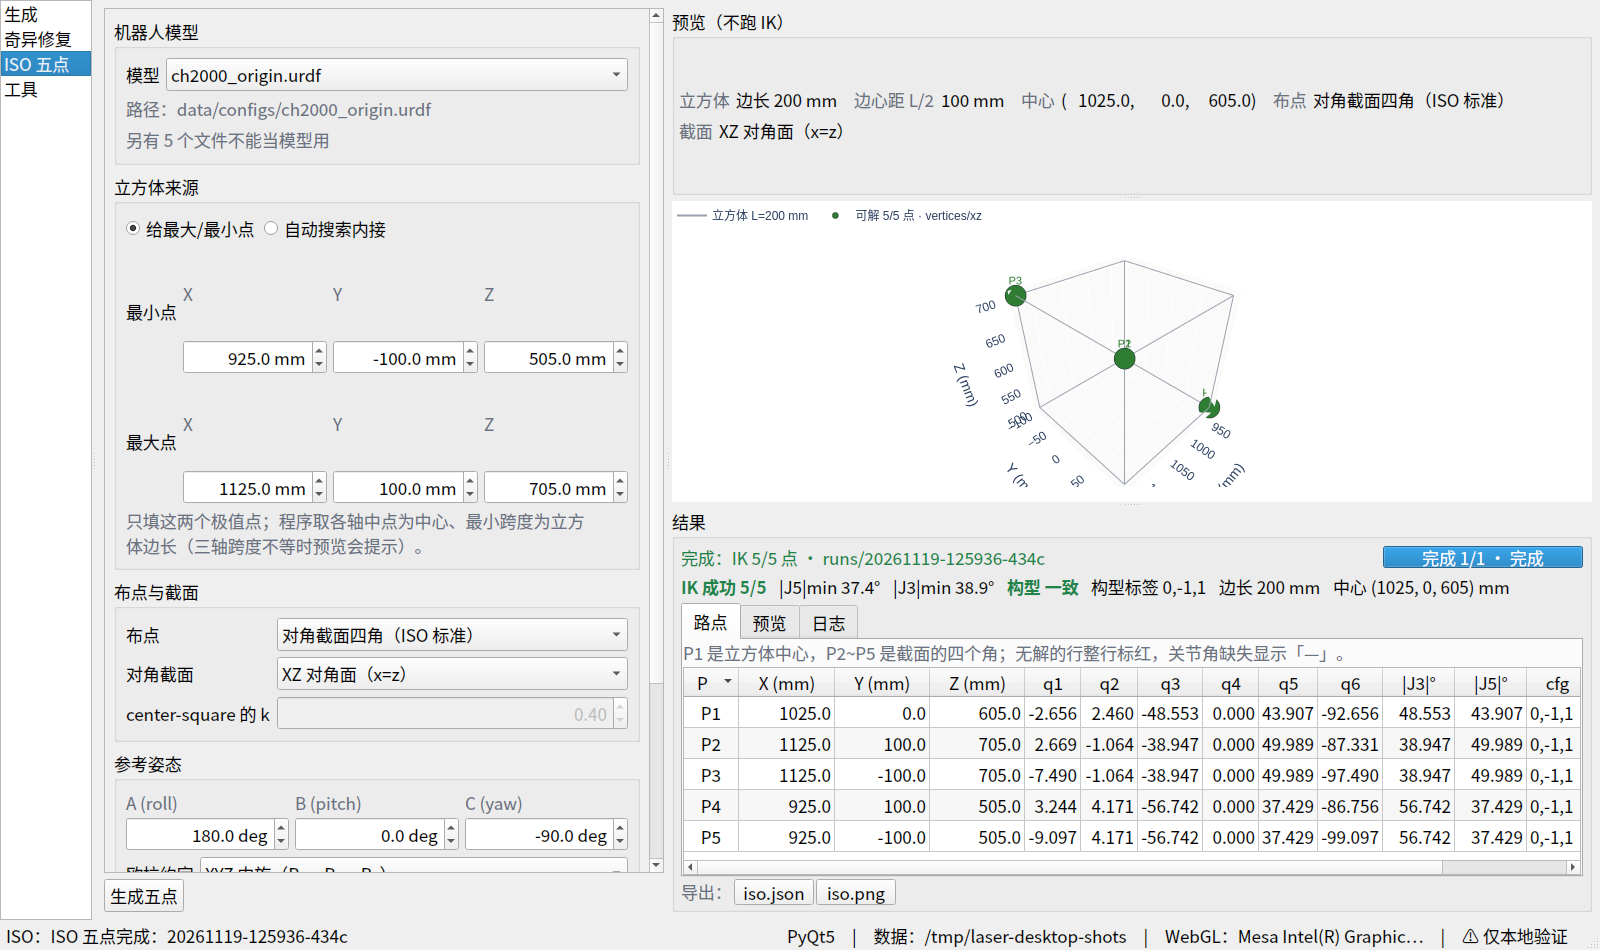 生成
奇异修复
ISO 五点
工具
机器人模型
模型 ch2000_origin.urdf
路径：data/configs/ch2000_origin.urdf
另有 5 个文件不能当模型用
立方体来源
给最大/最小点 自动搜索内接
X Y Z
最小点
925.0 mm -100.0 mm 505.0 mm
X Y Z
最大点
1125.0 mm 100.0 mm 705.0 mm
只填这两个极值点；程序取各轴中点为中心、最小跨度为立方
体边长（三轴跨度不等时预览会提示）。
布点与截面
布点 对角截面四角（ISO 标准）
对角截面 XZ 对角面（x=z）
center-square 的 k 0.40
参考姿态
A (roll) B (pitch) C (yaw)
180.0 deg 0.0 deg -90.0 deg
生成五点
预览（不跑 IK）
立方体 边长 200 mm 边心距 L/2 100 mm 中心 ( 1025.0, 0.0, 605.0) 布点 对角截面四角（ISO 标准）
截面 XZ 对角面（x=z）
立方体 L=200 mm 可解 5/5 点 · vertices/xz
P3
700
650
600
550
Z (mm)
−50
0
50
950
1000
1050
结果
完成：IK 5/5 点 · runs/20261119-125936-434c 完成 1/1 · 完成
IK 成功 5/5 |J5|min 37.4° |J3|min 38.9° 构型 一致 构型标签 0,-1,1 边长 200 mm 中心 (1025, 0, 605) mm
路点 预览 日志
P1 是立方体中心，P2~P5 是截面的四个角；无解的行整行标红，关节角缺失显示「—」。
P X (mm) Y (mm) Z (mm) q1 q2 q3 q4 q5 q6 |J3|° |J5|° cfg
P1 1025.0 0.0 605.0 -2.656 2.460 -48.553 0.000 43.907 -92.656 48.553 43.907 0,-1,1
P2 1125.0 100.0 705.0 2.669 -1.064 -38.947 0.000 49.989 -87.331 38.947 49.989 0,-1,1
P3 1125.0 -100.0 705.0 -7.490 -1.064 -38.947 0.000 49.989 -97.490 38.947 49.989 0,-1,1
P4 925.0 100.0 505.0 3.244 4.171 -56.742 0.000 37.429 -86.756 56.742 37.429 0,-1,1
P5 925.0 -100.0 505.0 -9.097 4.171 -56.742 0.000 37.429 -99.097 56.742 37.429 0,-1,1
导出： iso.json iso.png
ISO：ISO 五点完成：20261119-125936-434c PyQt5 | 数据：/tmp/laser-desktop-shots | WebGL：Mesa Intel(R) Graphic… | ⚠ 仅本地验证